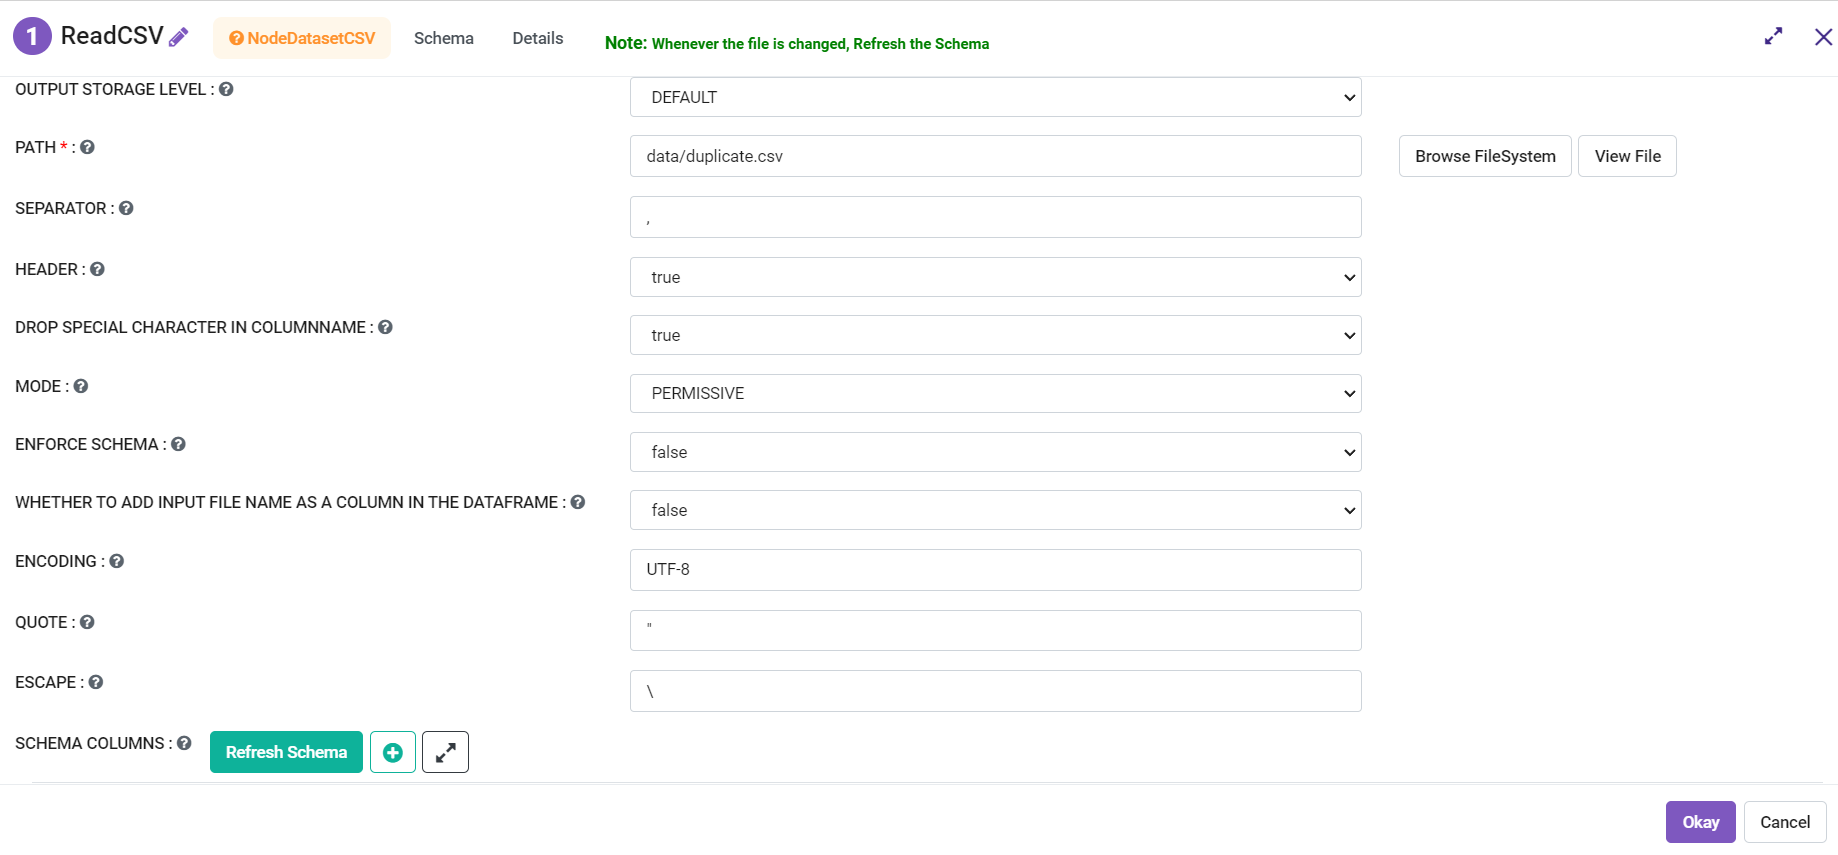 1 ReadCSV NodeDatasetCSV Schema Details Note: Whenever the file is changed, Refresh the Schema
OUTPUT STORAGE LEVEL : DEFAULT
PATH * : data/duplicate.csv Browse FileSystem View File
SEPARATOR : ,
HEADER : true
DROP SPECIAL CHARACTER IN COLUMNNAME : true
MODE : PERMISSIVE
ENFORCE SCHEMA : false
WHETHER TO ADD INPUT FILE NAME AS A COLUMN IN THE DATAFRAME : false
ENCODING : UTF-8
QUOTE : "
ESCAPE : \
SCHEMA COLUMNS : Refresh Schema
Okay Cancel